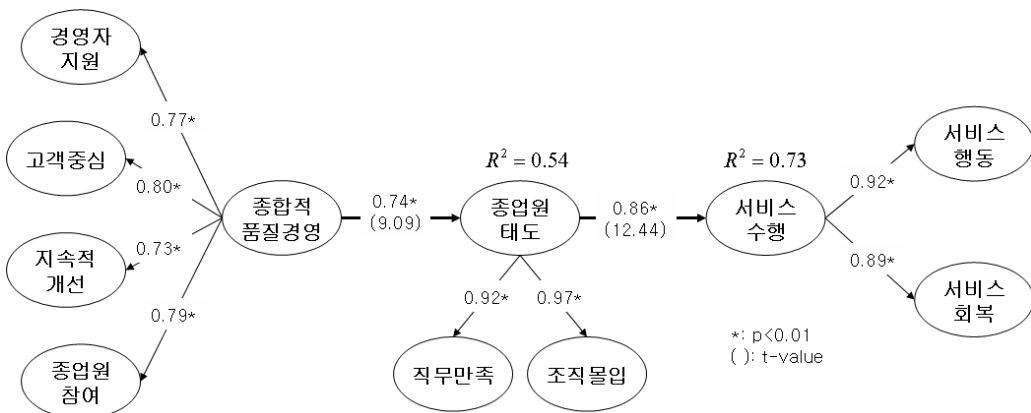 경영자
지원
0.77*
고객중심
0.80*
지속적
개선
0.73*
종업원
참여
0.79*
종합적
품질경영
0.74*
(9.09)
R² = 0.54
종업원
태도
0.92*
0.97*
직무만족
조직몰입
0.86*
(12.44)
R² = 0.73
서비스
수행
0.92*
서비스
행동
0.89*
서비스
회복
*: p<0.01
( ): t-value